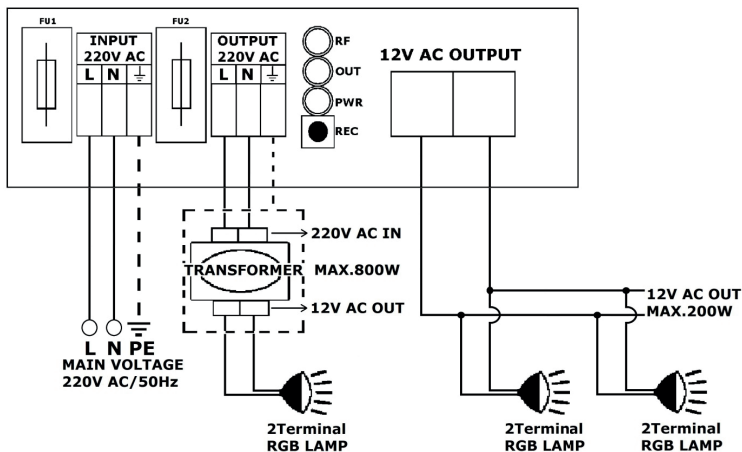 FU1
INPUT
220V AC
L N
FU2
OUTPUT
220V AC
L N
RF
OUT
PWR
REC
12V AC OUTPUT
220V AC IN
TRANSFORMER MAX.800W
12V AC OUT
12V AC OUT
MAX.200W
L N PE
MAIN VOLTAGE
220V AC/50Hz
2Terminal
RGB LAMP
2Terminal
RGB LAMP
2Terminal
RGB LAMP